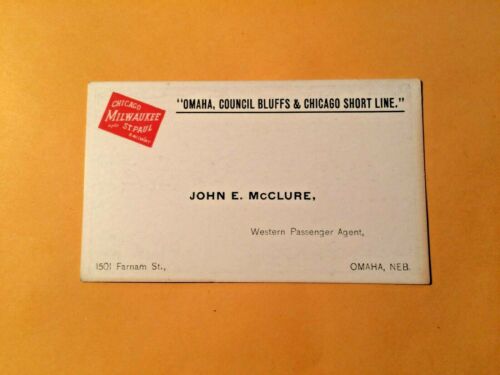 CHICAGO
MILWAUKEE
AND ST. PAUL
RAILWAY
"OMAHA, COUNCIL BLUFFS & CHICAGO SHORT LINE."
JOHN E. McCLURE,
Western Passenger Agent,
1501 Farnam St., OMAHA, NEB.